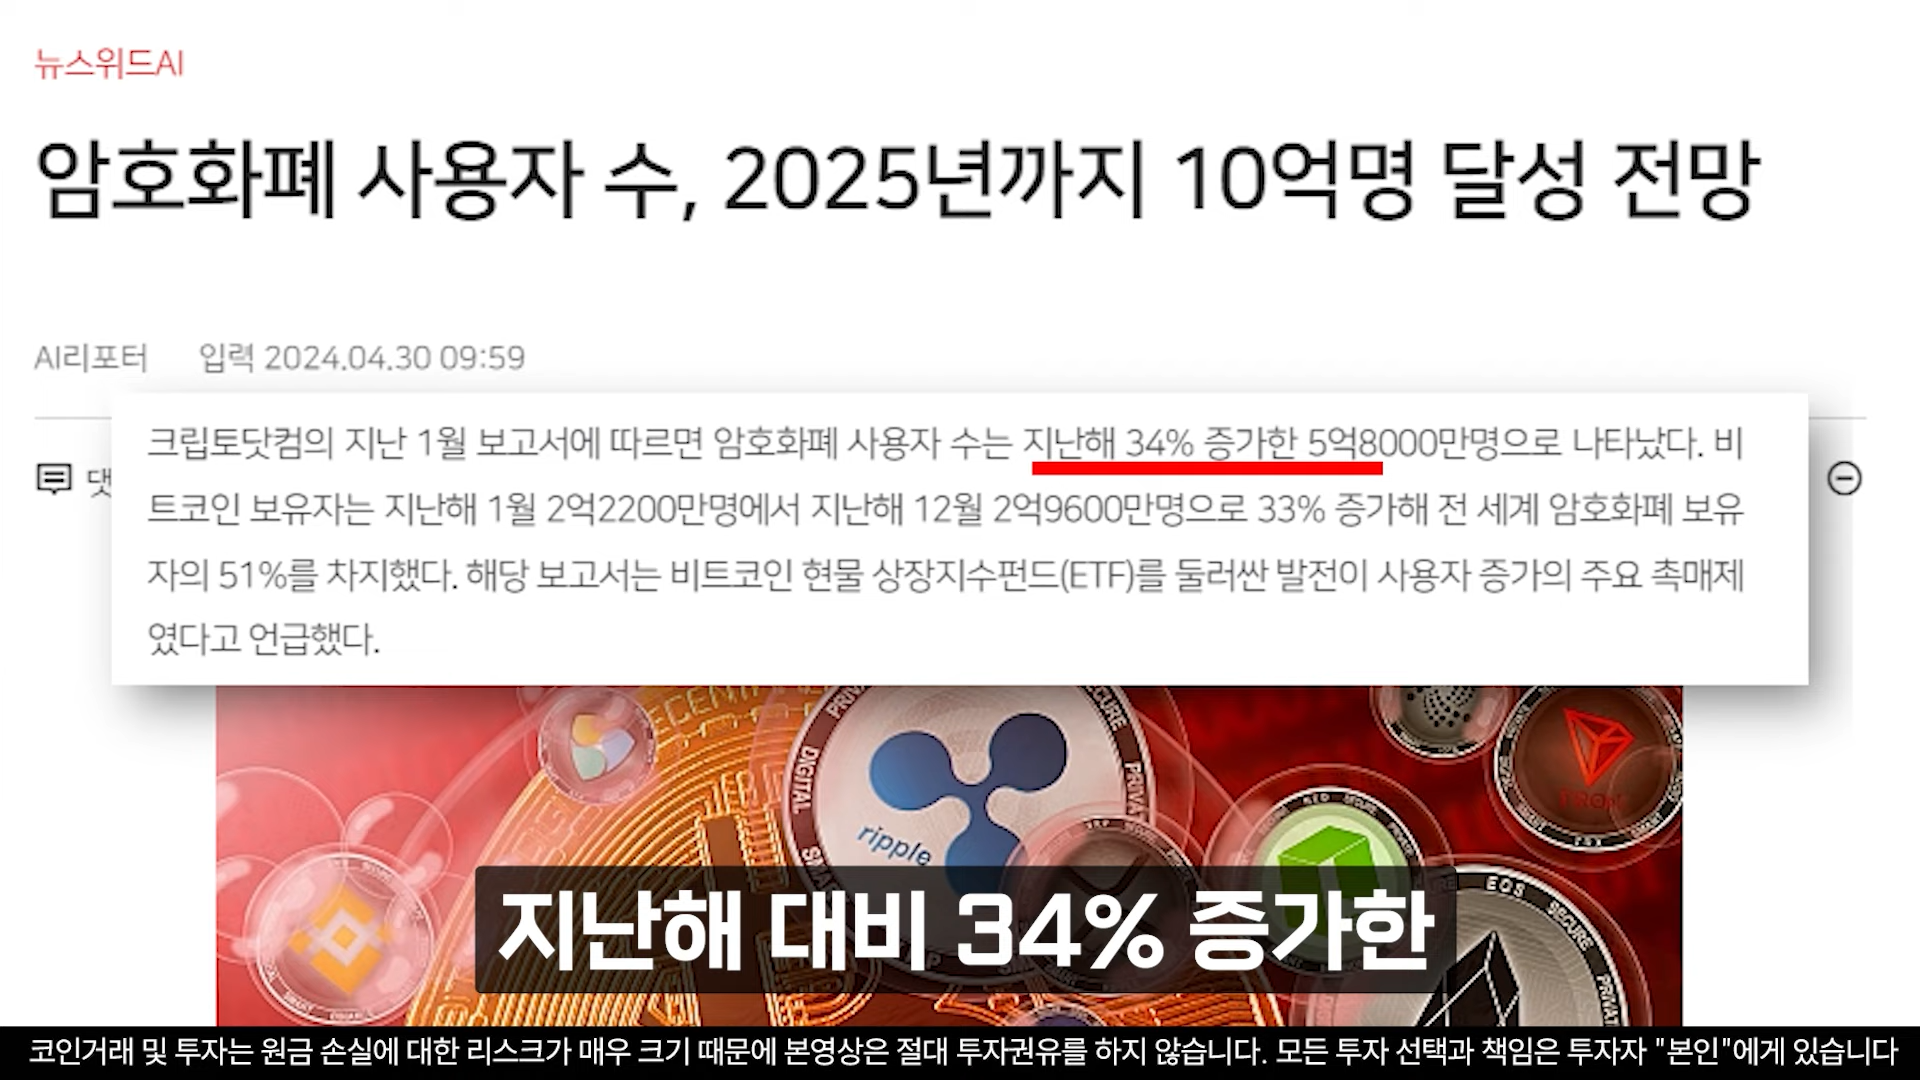 뉴스위드AI
암호화폐 사용자 수, 2025년까지 10억명 달성 전망
AI리포터 입력 2024.04.30 09:59
크립토닷컴의 지난 1월 보고서에 따르면 암호화폐 사용자 수는 지난해 34% 증가한 5억8000만명으로 나타났다. 비
트코인 보유자는 지난해 1월 2억2200만명에서 지난해 12월 2억9600만명으로 33% 증가해 전 세계 암호화폐 보유
자의 51%를 차지했다. 해당 보고서는 비트코인 현물 상장지수펀드(ETF)를 둘러싼 발전이 사용자 증가의 주요 촉매제
였다고 언급했다.
SECURE
DIGITAL
ripple
TRON
EOS
SECURE
지난해 대비 34% 증가한
코인거래 및 투자는 원금 손실에 대한 리스크가 매우 크기 때문에 본영상은 절대 투자권유를 하지 않습니다. 모든 투자 선택과 책임은 투자자 "본인"에게 있습니다